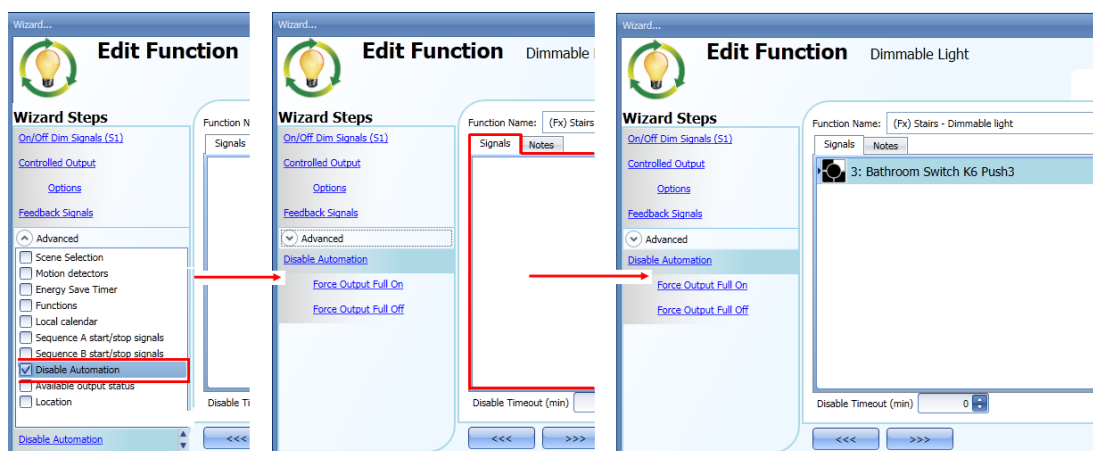 Wizard...
Edit Function
Wizard Steps
Function N
On/Off Dim Signals (S1)
Signals
Controlled Output
Options
Feedback Signals
Advanced
Scene Selection
Motion detectors
Energy Save Timer
Functions
Local calendar
Sequence A start/stop signals
Sequence B start/stop signals
Disable Automation
Available output status
Location
Disable Ti
Disable Automation
<<<
Wizard...
Edit Function Dimmable
Wizard Steps
Function Name: (Fx) Stairs
On/Off Dim Signals (S1)
Signals Notes
Controlled Output
Options
Feedback Signals
Advanced
Disable Automation
Force Output Full On
Force Output Full Off
Disable Timeout (min)
<<< >>>
Wizard...
Edit Function Dimmable Light
Wizard Steps
Function Name: (Fx) Stairs - Dimmable light
On/Off Dim Signals (S1)
Signals Notes
Controlled Output
3: Bathroom Switch K6 Push3
Options
Feedback Signals
Advanced
Disable Automation
Force Output Full On
Force Output Full Off
Disable Timeout (min) 0
<<< >>>